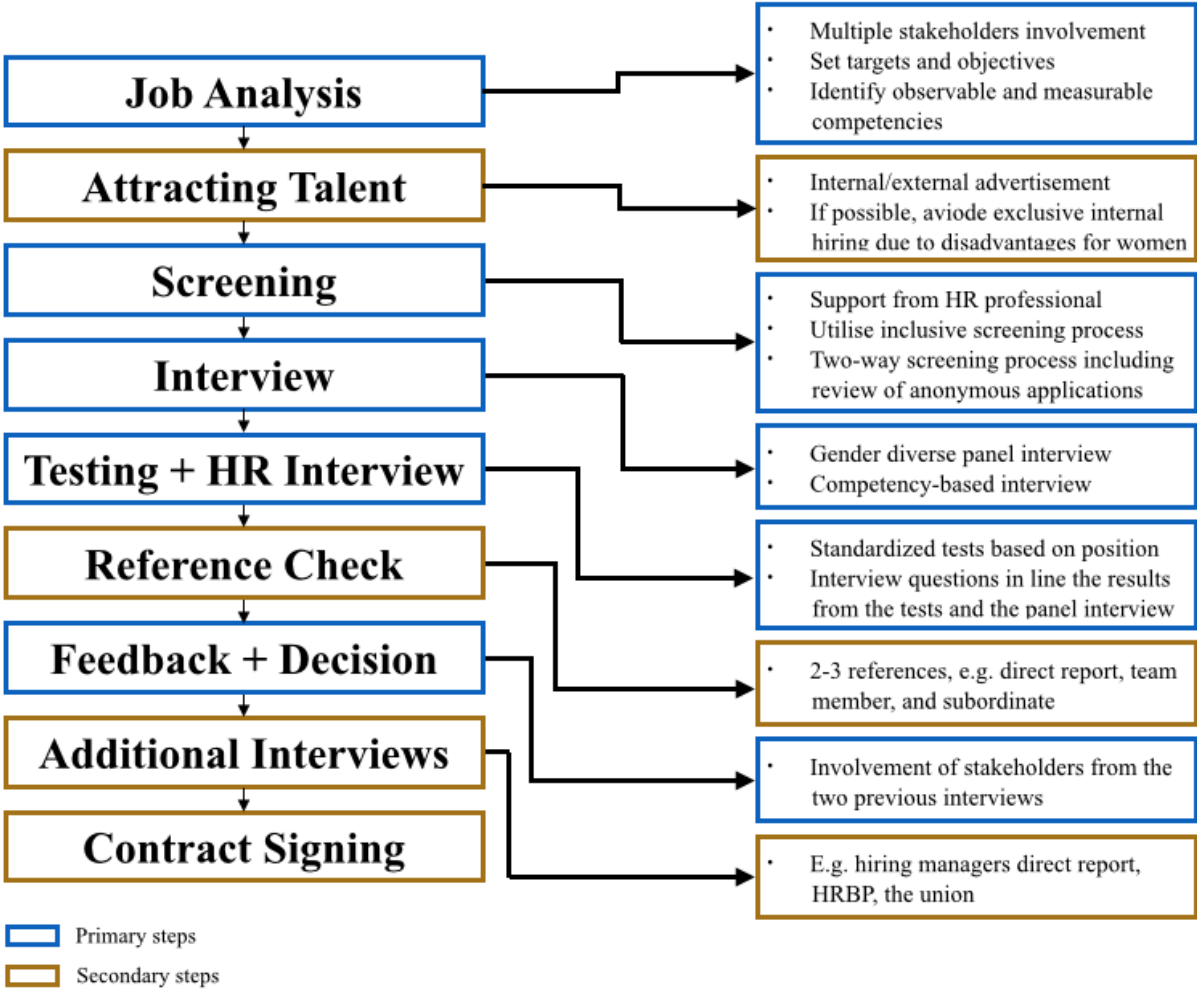 Job Analysis
Attracting Talent
Screening
Interview
Testing + HR Interview
Reference Check
Feedback + Decision
Additional Interviews
Contract Signing
· Multiple stakeholders involvement
· Set targets and objectives
· Identify observable and measurable
competencies
· Internal/external advertisement
· If possible, aviode exclusive internal
hiring due to disadvantages for women
· Support from HR professional
· Utilise inclusive screening process
· Two-way screening process including
review of anonymous applications
· Gender diverse panel interview
· Competency-based interview
· Standardized tests based on position
· Interview questions in line the results
from the tests and the panel interview
· 2-3 references, e.g. direct report, team
member, and subordinate
· Involvement of stakeholders from the
two previous interviews
· E.g. hiring managers direct report,
HRBP, the union
Primary steps
Secondary steps